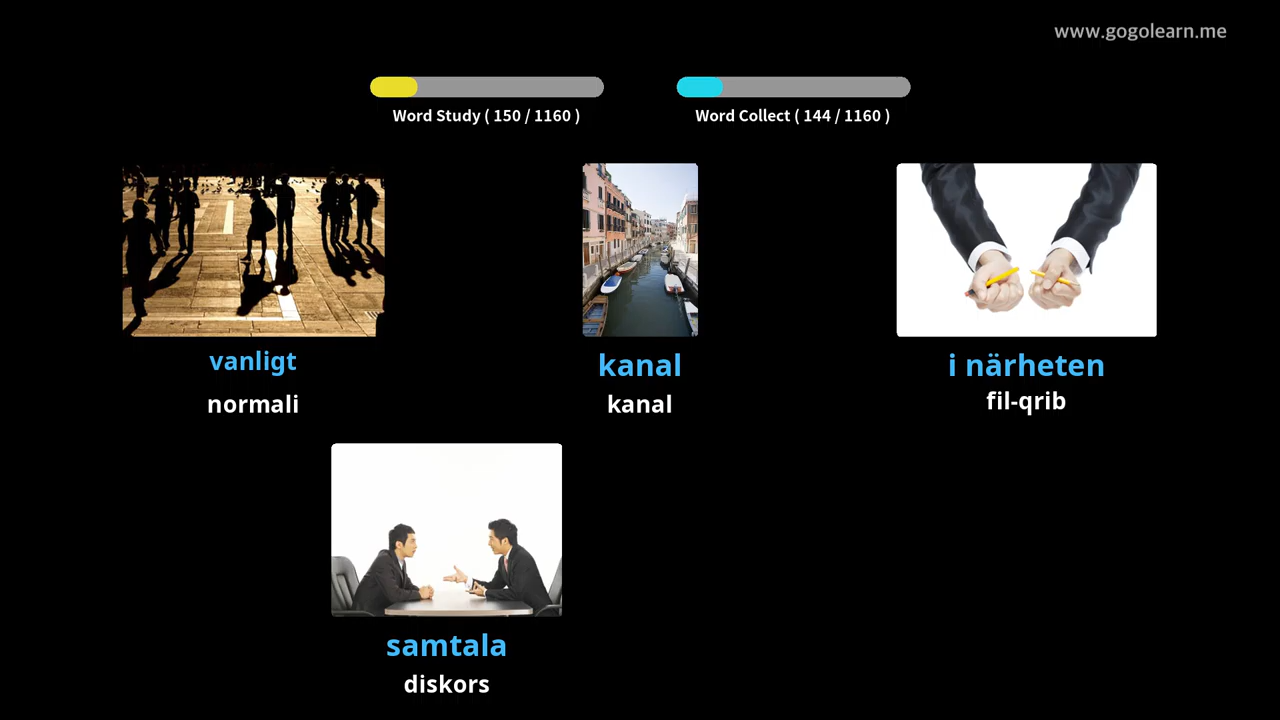 www.gogolearn.me
Word Study ( 150 / 1160 )
Word Collect ( 144 / 1160 )
vanligt
normali
kanal
kanal
i närheten
fil-qrib
samtala
diskors